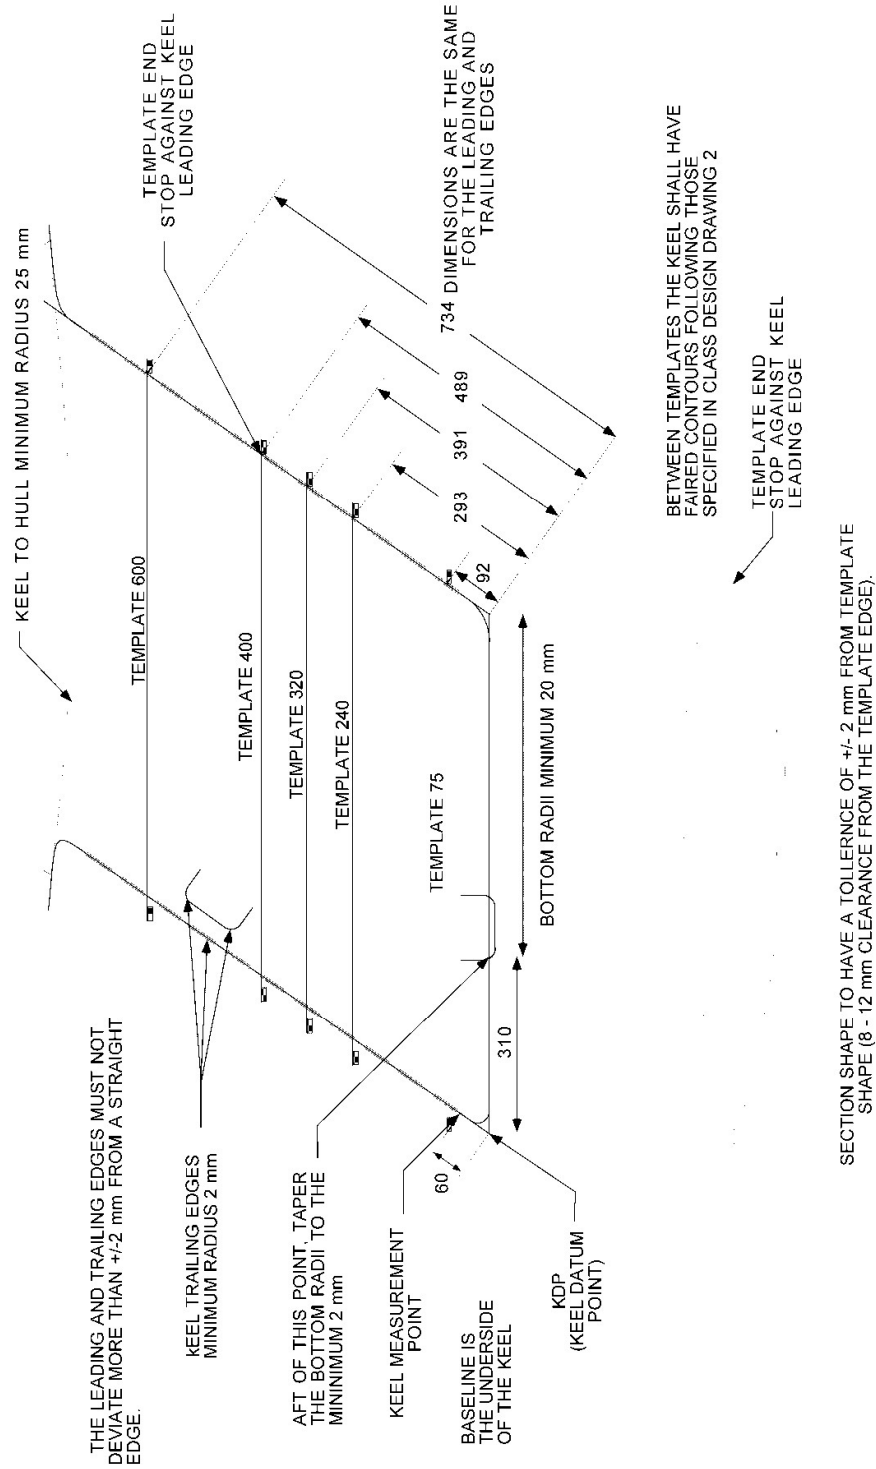 THE LEADING AND TRAILING EDGES MUST NOT
DEVIATE MORE THAN +/-2 mm FROM A STRAIGHT
EDGE.
KEEL TO HULL MINIMUM RADIUS 25 mm
TEMPLATE END
STOP AGAINST KEEL
LEADING EDGE
KEEL TRAILING EDGES
MINIMUM RADIUS 2 mm
TEMPLATE 600
TEMPLATE 400
TEMPLATE 320
TEMPLATE 240
TEMPLATE 75
AFT OF THIS POINT, TAPER
THE BOTTOM RADII TO THE
MININIMUM 2 mm
KEEL MEASUREMENT
POINT
BASELINE IS
THE UNDERSIDE
OF THE KEEL
KDP
(KEEL DATUM
POINT)
60
310
BOTTOM RADII MINIMUM 20 mm
92
293
391
489
734 DIMENSIONS ARE THE SAME
FOR THE LEADING AND
TRAILING EDGES
BETWEEN TEMPLATES THE KEEL SHALL HAVE
FAIRED CONTOURS FOLLOWING THOSE
SPECIFIED IN CLASS DESIGN DRAWING 2
TEMPLATE END
STOP AGAINST KEEL
LEADING EDGE
SECTION SHAPE TO HAVE A TOLLERNCE OF +/- 2 mm FROM TEMPLATE
SHAPE (8 - 12 mm CLEARANCE FROM THE TEMPLATE EDGE).